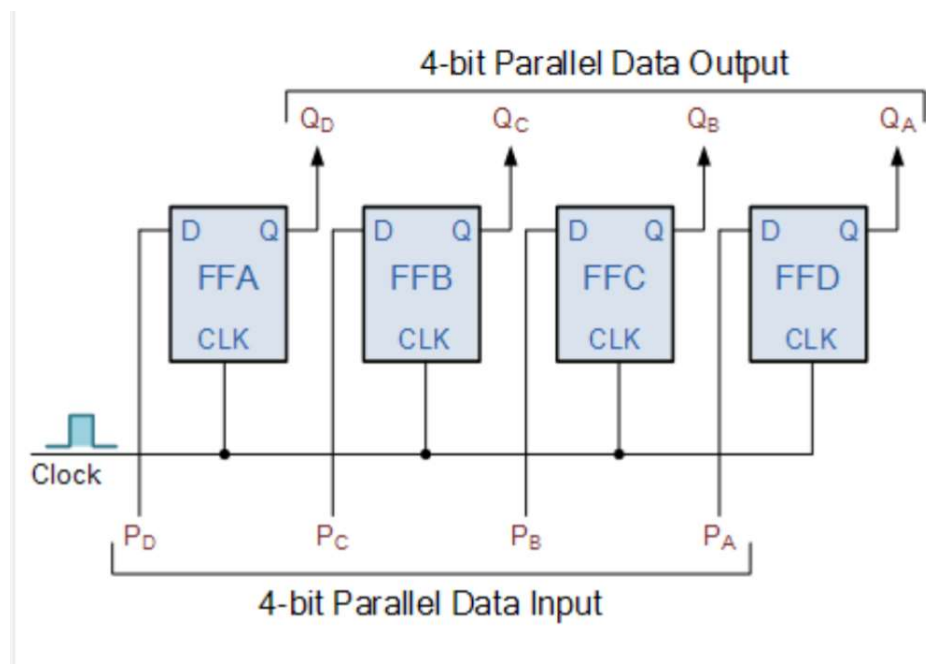 4-bit Parallel Data Output
QD QC QB QA
D Q D Q D Q D Q
FFA FFB FFC FFD
CLK CLK CLK CLK
Clock
PD PC PB PA
4-bit Parallel Data Input